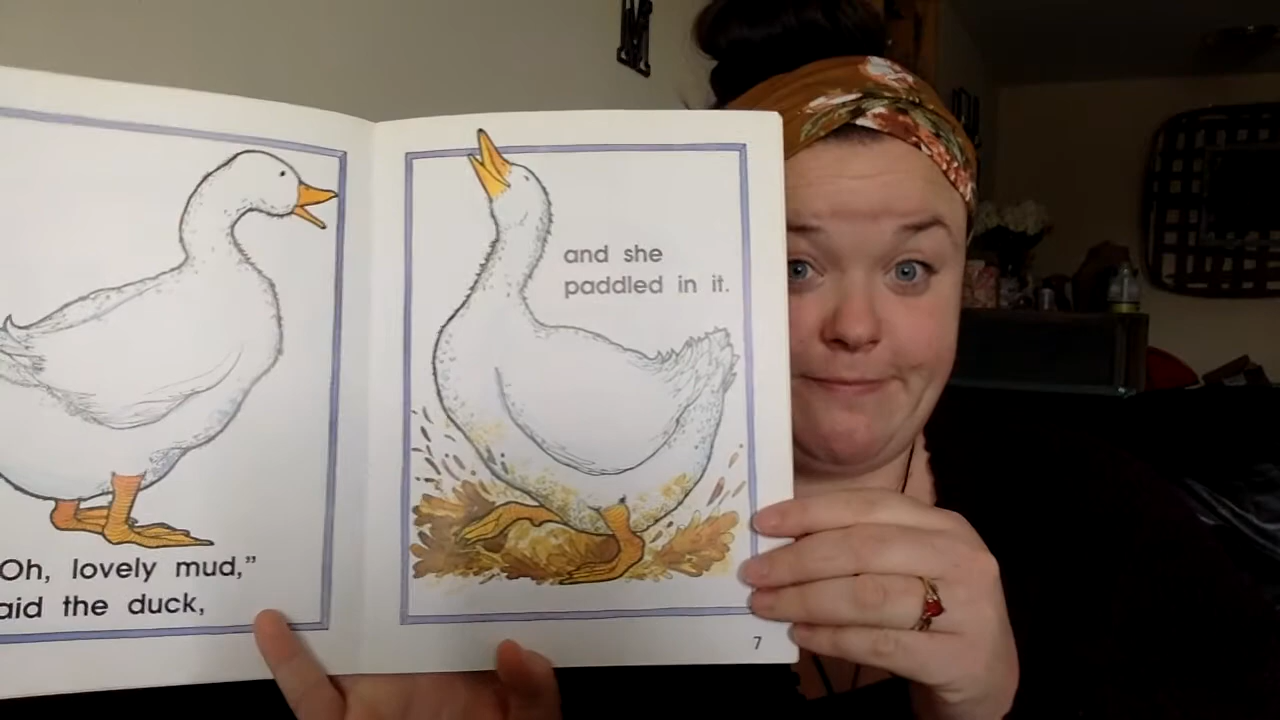 Oh, lovely mud,"
aid the duck,
and she
paddled in it.
7